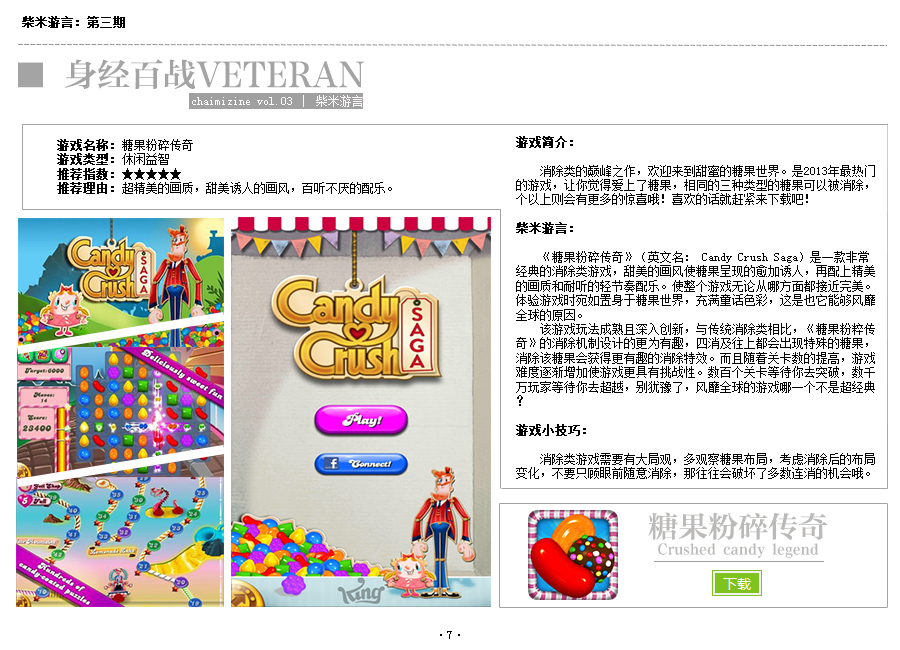 柴米游言：第三期
身经百战VETERAN
chaimizine vol.03 | 柴米游言
游戏名称：糖果粉碎传奇
游戏类型：休闲益智
推荐指数：★★★★★
推荐理由：超精美的画质，甜美诱人的画风，百听不厌的配乐。
Candy
Crush
SAGA
Deliciously sweet fun
Target:6000
Moves:
14
Score:
23400
Lemonade Lake
Hundreds of
candy-coated puzzles
Candy
Crush
SAGA
Play!
f Connect!
King
游戏简介：
消除类的巅峰之作，欢迎来到甜蜜的糖果世界。是2013年最热门
的游戏，让你觉得爱上了糖果，相同的三种类型的糖果可以被消除，
个以上则会有更多的惊喜哦！喜欢的话就赶紧来下载吧！
柴米游言：
《糖果粉碎传奇》（英文名： Candy Crush Saga) 是一款非常
经典的消除类游戏，甜美的画风使糖果呈现的愈加诱人，再配上精美
的画质和耐听的轻节奏配乐。使整个游戏无论从哪方面都接近完美。
体验游戏时宛如置身于糖果世界，充满童话色彩，这是也它能够风靡
全球的原因。
该游戏玩法成熟且深入创新，与传统消除类相比，《糖果粉粹传
奇》的消除机制设计的更为有趣，四消及往上都会出现特殊的糖果，
消除该糖果会获得更有趣的消除特效。而且随着关卡数的提高，游戏
难度逐渐增加使游戏更具有挑战性。数百个关卡等待你去突破，数千
万玩家等待你去超越，别犹豫了，风靡全球的游戏哪一个不是超经典
？
游戏小技巧：
消除类游戏需要有大局观，多观察糖果布局，考虑消除后的布局
变化，不要只顾眼前随意消除，那往往会破坏了多数连消的机会哦。
糖果粉碎传奇
Crushed candy legend
下载
·7·